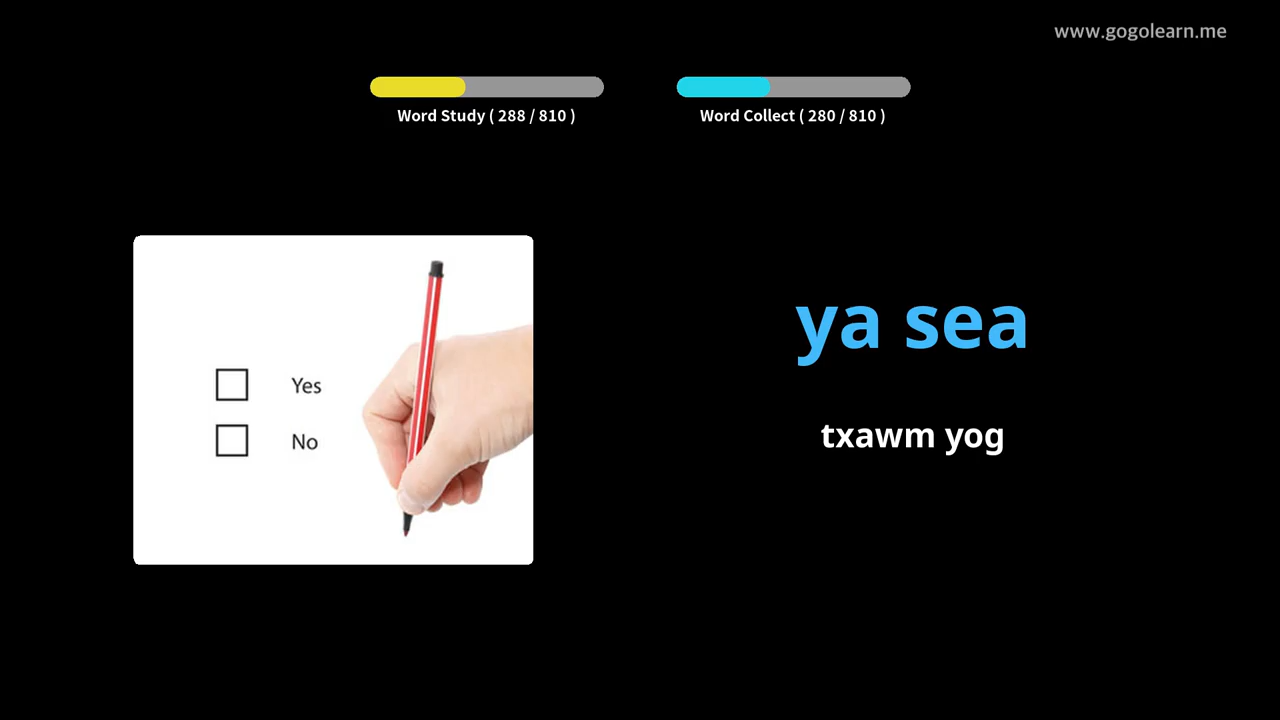 www.gogolearn.me
Word Study ( 288 / 810 )
Word Collect ( 280 / 810 )
Yes
No
ya sea
txawm yog